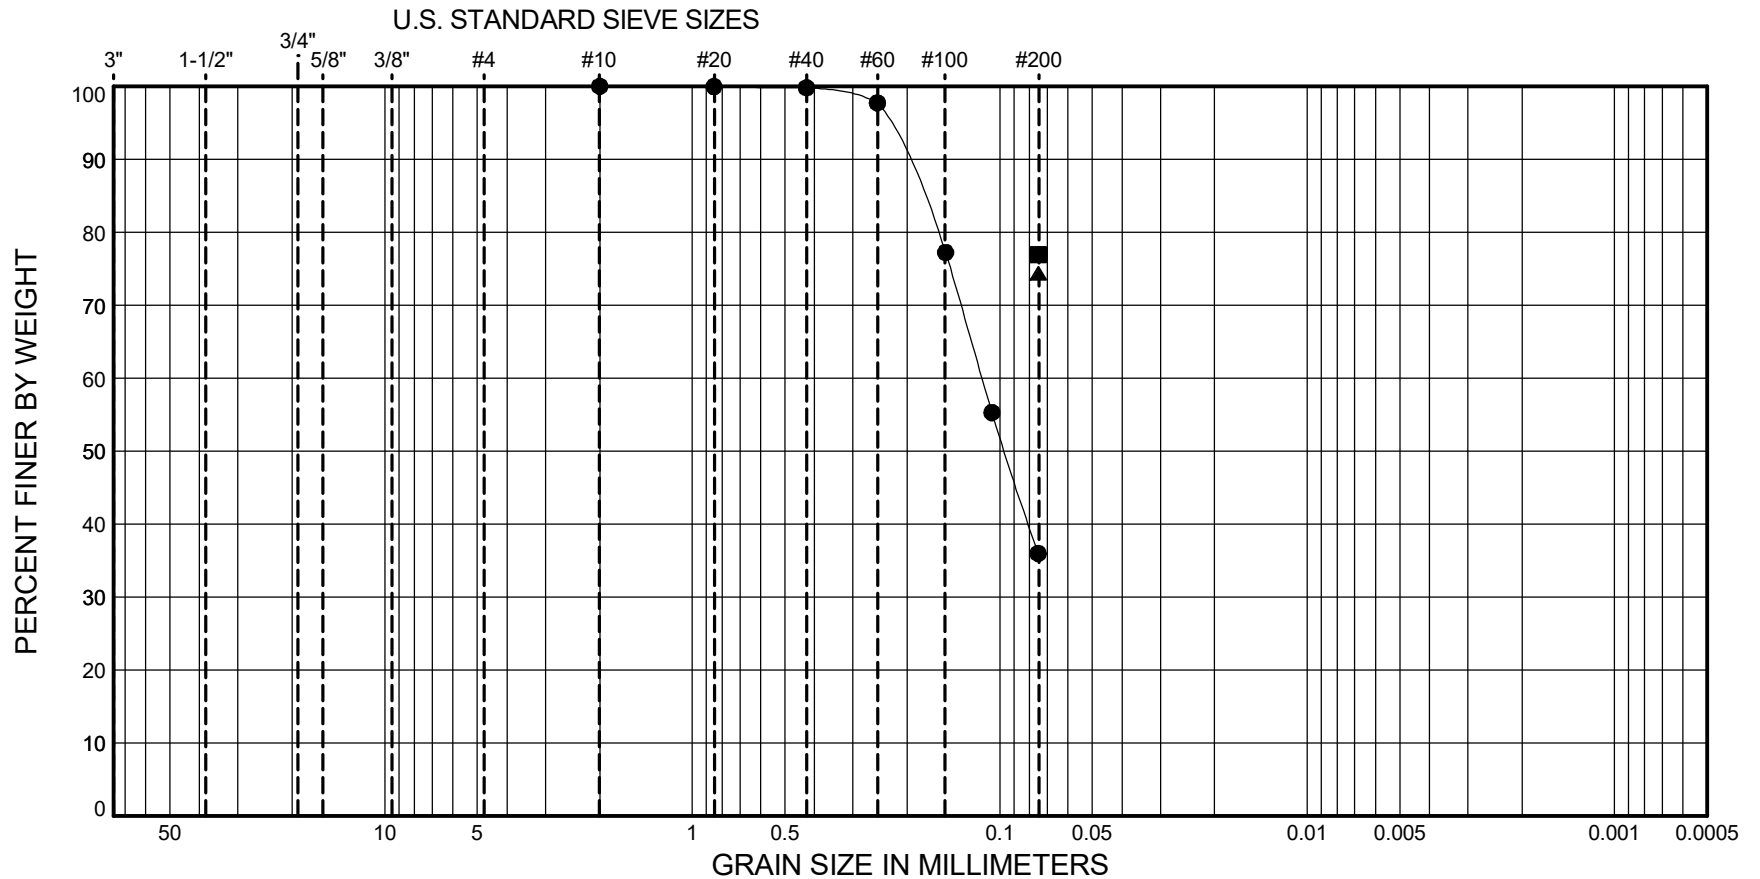 U.S. STANDARD SIEVE SIZES
3/4"
3" 1-1/2" 5/8" 3/8" #4 #10 #20 #40 #60 #100 #200
100
90
80
70
60
50
40
30
20
10
0
PERCENT FINER BY WEIGHT
50 10 5 1 0.5 0.1 0.05 0.01 0.005 0.001 0.0005
GRAIN SIZE IN MILLIMETERS